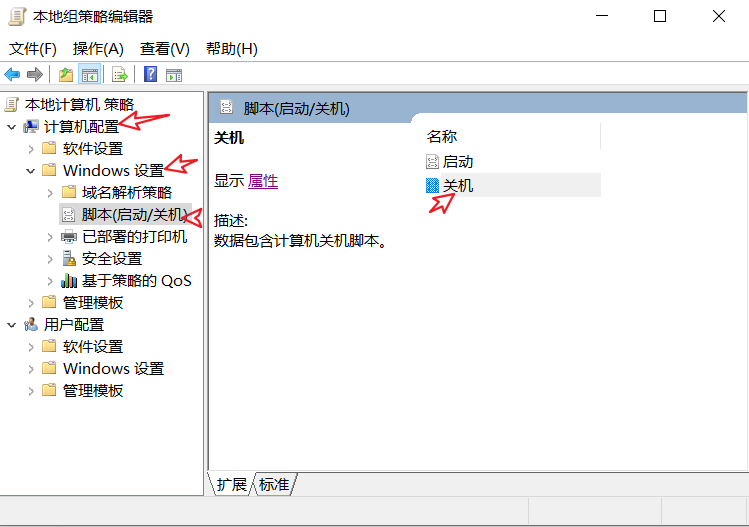 本地组策略编辑器
文件(F) 操作(A) 查看(V) 帮助(H)
本地计算机 策略
计算机配置
软件设置
Windows 设置
域名解析策略
脚本(启动/关机)
已部署的打印机
安全设置
基于策略的 QoS
管理模板
用户配置
软件设置
Windows 设置
管理模板
脚本(启动/关机)
关机
显示 属性
描述:
数据包含计算机关机脚本。
名称
启动
关机
扩展 标准